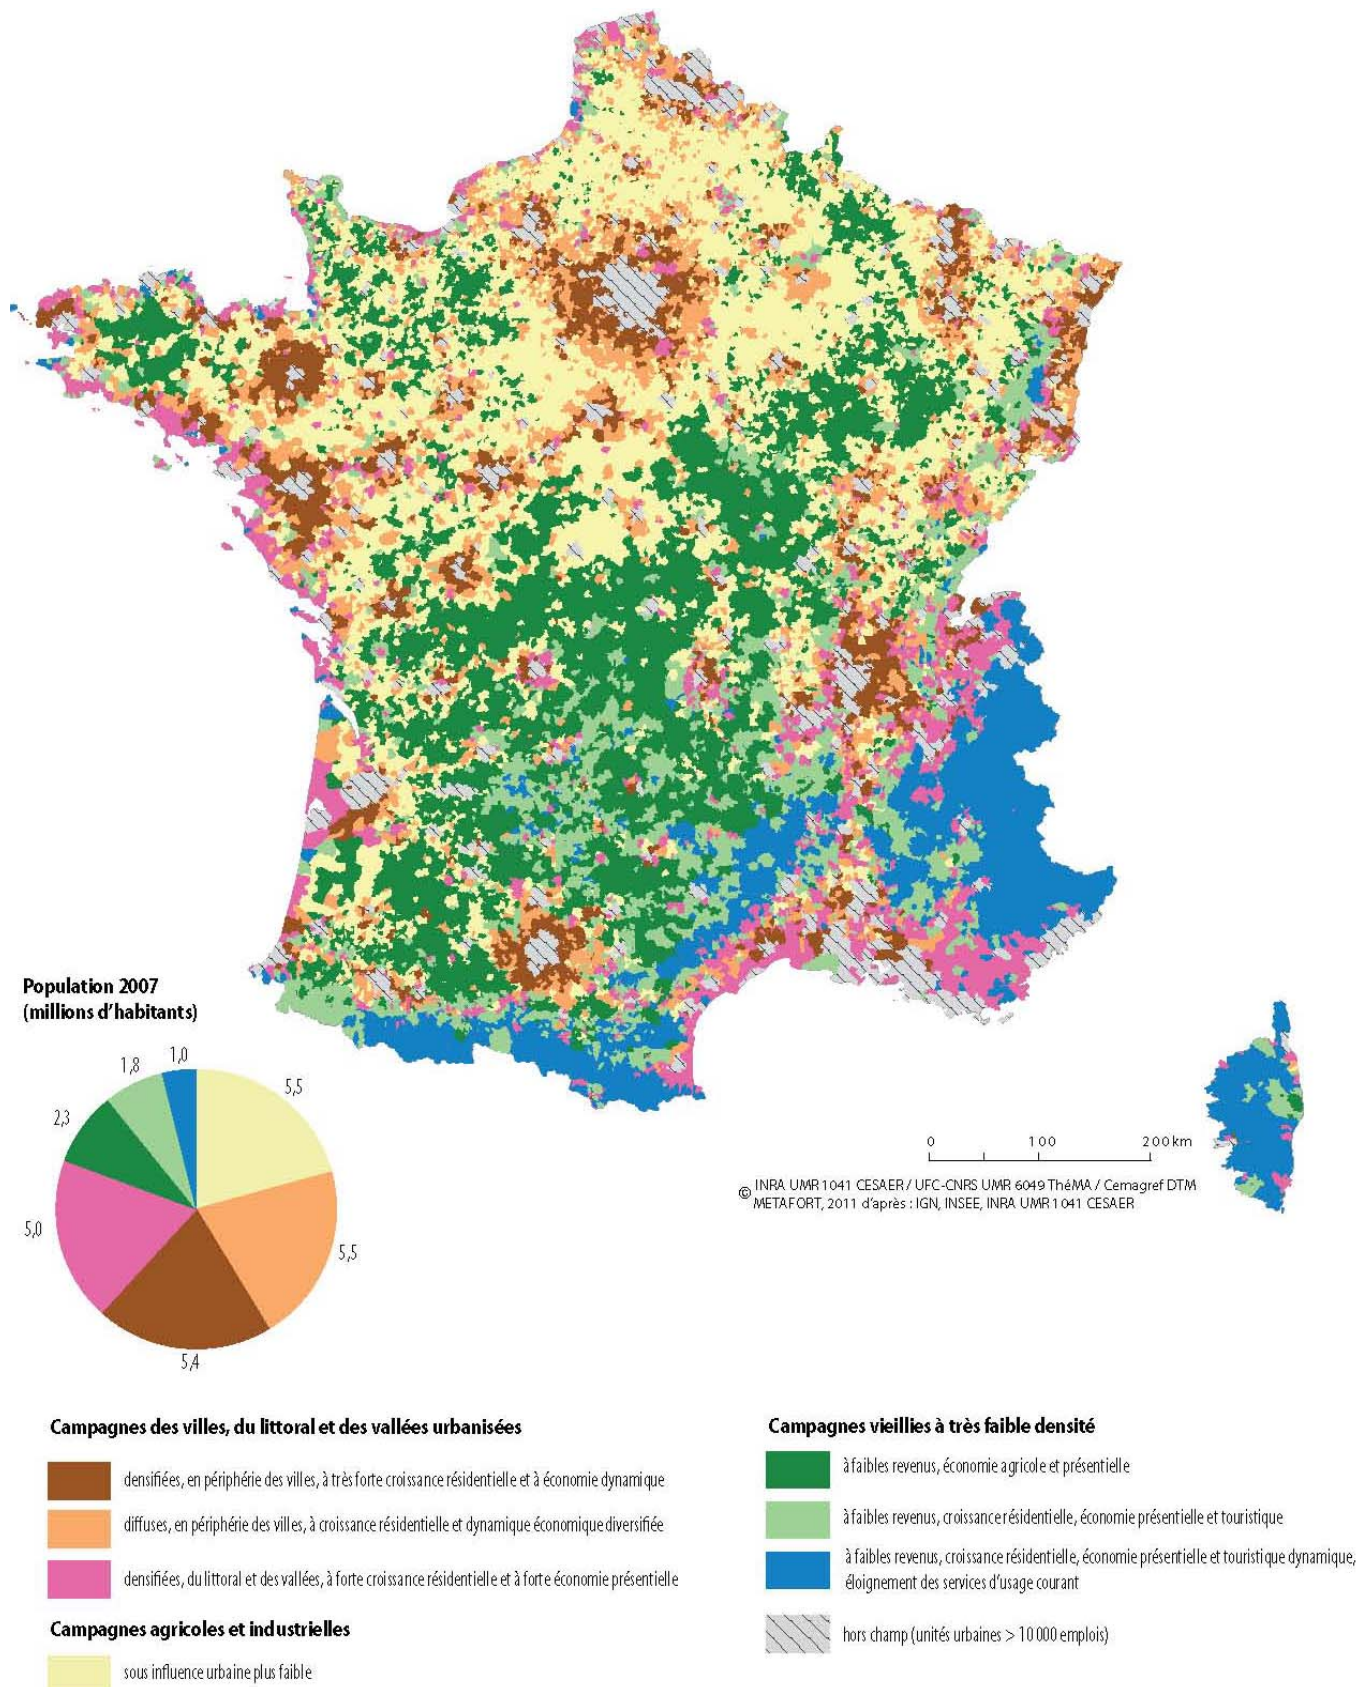 Population 2007
(millions d'habitants)
1,8
1,0
5,5
2,3
5,0
5,5
5,4
0 100 200 km
© INRA UMR 1041 CESAER / UFC-CNRS UMR 6049 ThéMA / Cemagref DTM
METAFORT, 2011 d'après : IGN, INSEE, INRA UMR 1041 CESAER
Campagnes des villes, du littoral et des vallées urbanisées
densifiées, en périphérie des villes, à très forte croissance résidentielle et à économie dynamique
diffuses, en périphérie des villes, à croissance résidentielle et dynamique économique diversifiée
densifiées, du littoral et des vallées, à forte croissance résidentielle et à forte économie présentielle
Campagnes agricoles et industrielles
sous influence urbaine plus faible
Campagnes vieillies à très faible densité
à faibles revenus, économie agricole et présentielle
à faibles revenus, croissance résidentielle, économie présentielle et touristique
à faibles revenus, croissance résidentielle, économie présentielle et touristique dynamique,
éloignement des services d'usage courant
hors champ (unités urbaines > 10 000 emplois)